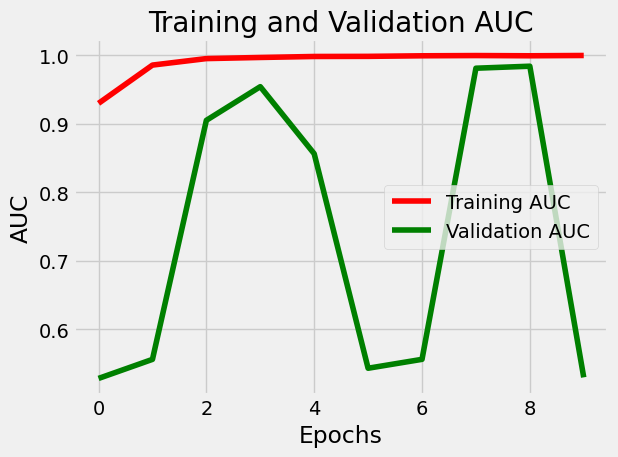 Training and Validation AUC
1.0
0.9
0.8
0.7
0.6
AUC
Training AUC
Validation AUC
0 2 4 6 8
Epochs